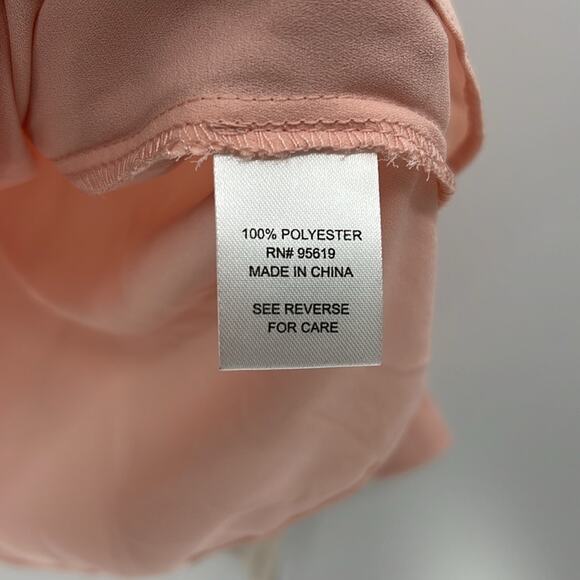 100% POLYESTER
RN# 95619
MADE IN CHINA
SEE REVERSE
FOR CARE